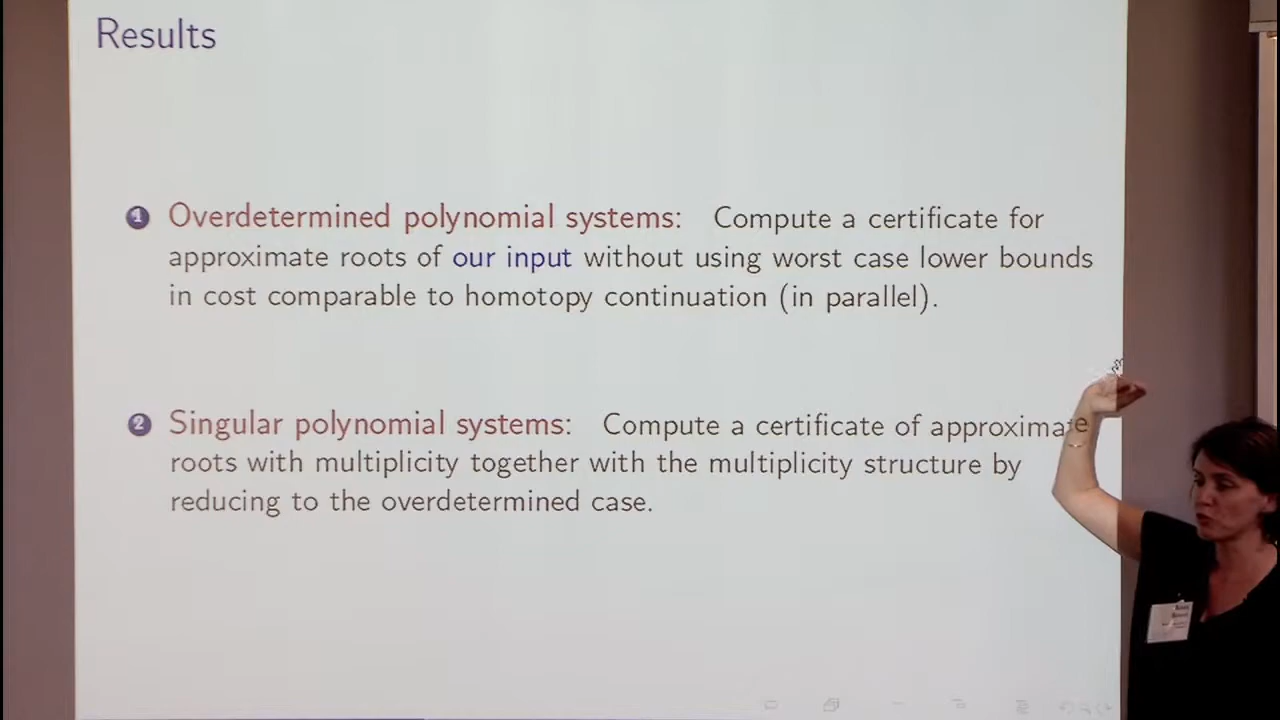 Results
1 Overdetermined polynomial systems: Compute a certificate for
approximate roots of our input without using worst case lower bounds
in cost comparable to homotopy continuation (in parallel).
2 Singular polynomial systems: Compute a certificate of approximate
roots with multiplicity together with the multiplicity structure by
reducing to the overdetermined case.